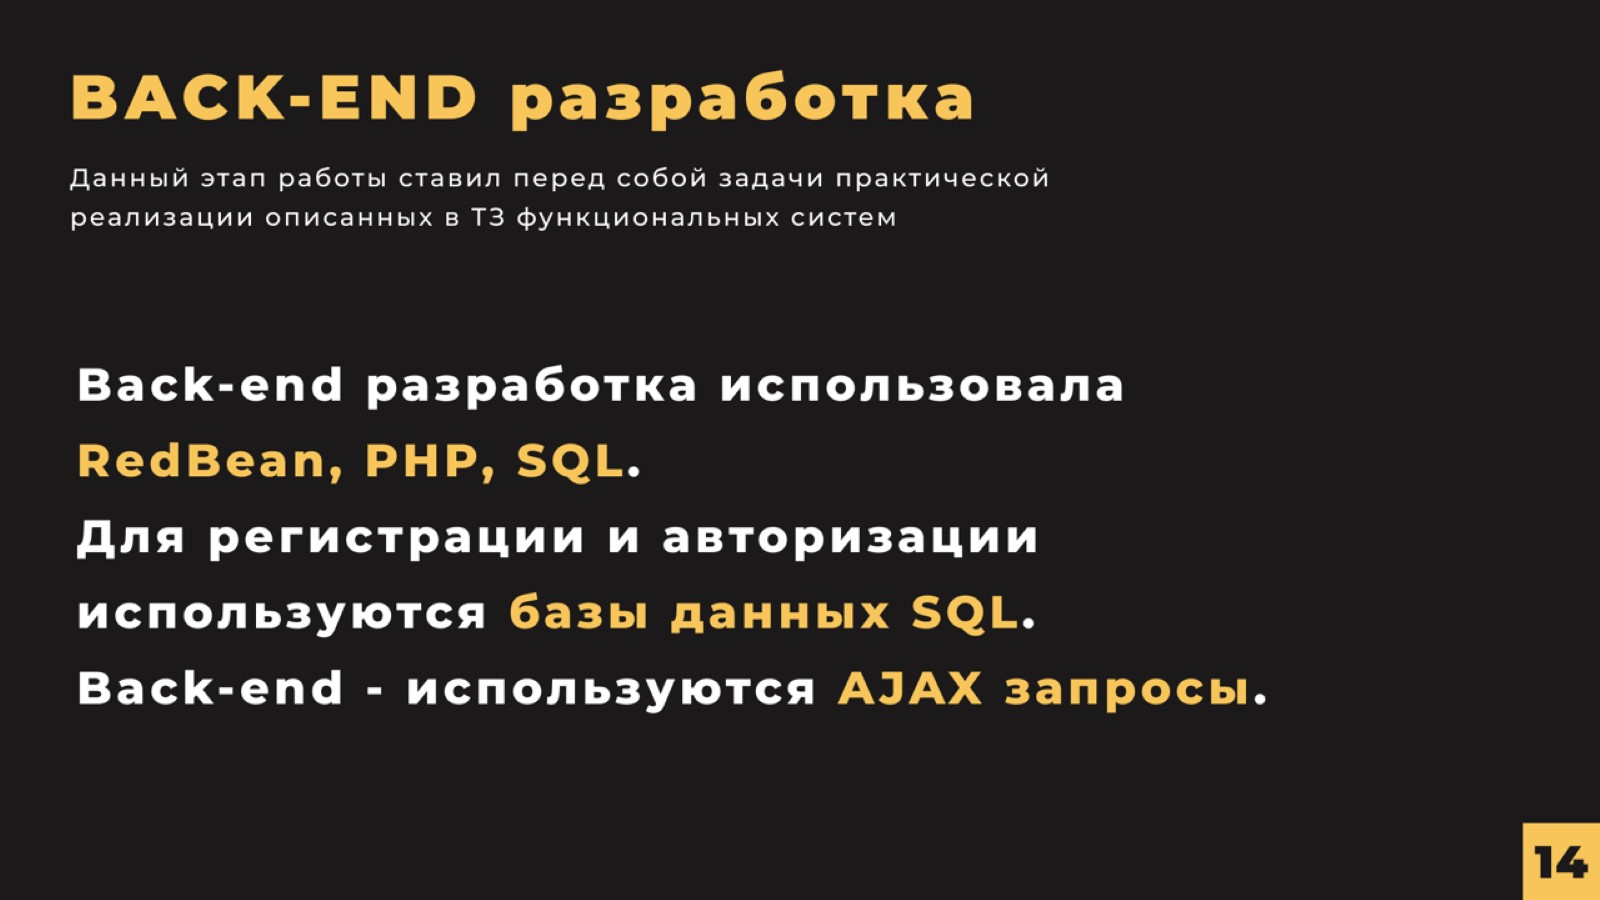 BACK-END разработка
Данный этап работы ставил перед собой задачи практической
реализации описанных в ТЗ функциональных систем
Back-end разработка использовала
RedBean, PHP, SQL.
Для регистрации и авторизации
используются базы данных SQL.
Back-end - используются AJAX запросы.
14